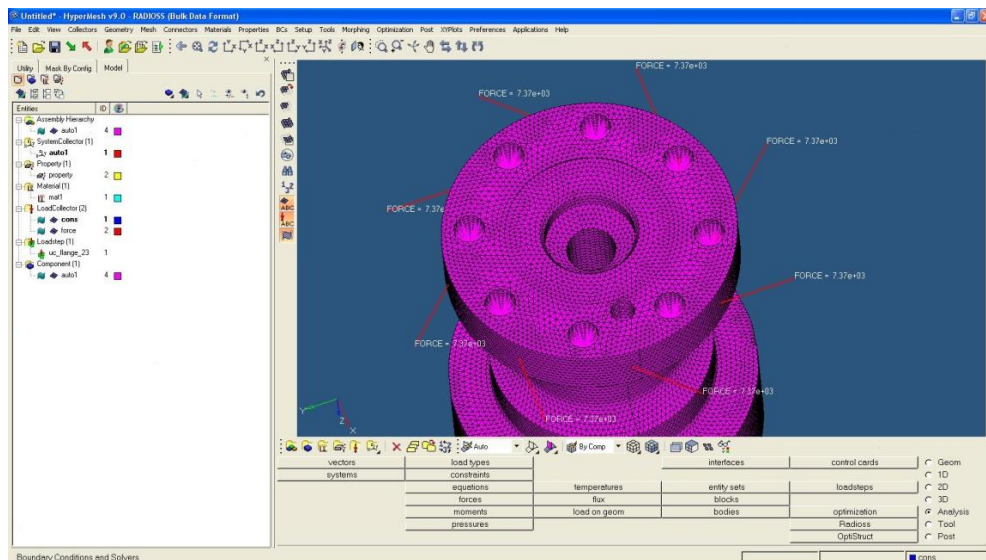 Untitled* - HyperMesh v9.0 - RADIOSS (Bulk Data Format)
File Edit View Collectors Geometry Mesh Connectors Materials Properties BCs Setup Tools Morphing Optimization Post XYPlots Preferences Applications Help
Utility Mask By Config Model
Entities ID
Assembly Hierarchy
auto1 4
SystemCollector (1)
auto1 1
Property (1)
property 2
Material (1)
mat1 1
LoadCollector (2)
cons 1
force 2
Loadstep (1)
uc_flange_23 1
Component (1)
auto1 4
1,2
ABC
ABC
FORCE = 7.37e+03
FORCE = 7.37e+03
FORCE = 7.37e+03
FORCE = 7.37e
FORCE = 7.37e+03
FORCE = 7.37e+03
FORCE = 7.37e+03
FORCE = 7.37e+03
Y
Z
X
Auto By Comp
vectors load types interfaces control cards Geom
systems constraints 1D
equations temperatures entity sets loadsteps 2D
forces flux blocks 3D
moments load on geom bodies optimization Analysis
pressures Radioss Tool
OptiStruct Post
Boundary Conditions and Solvers cons